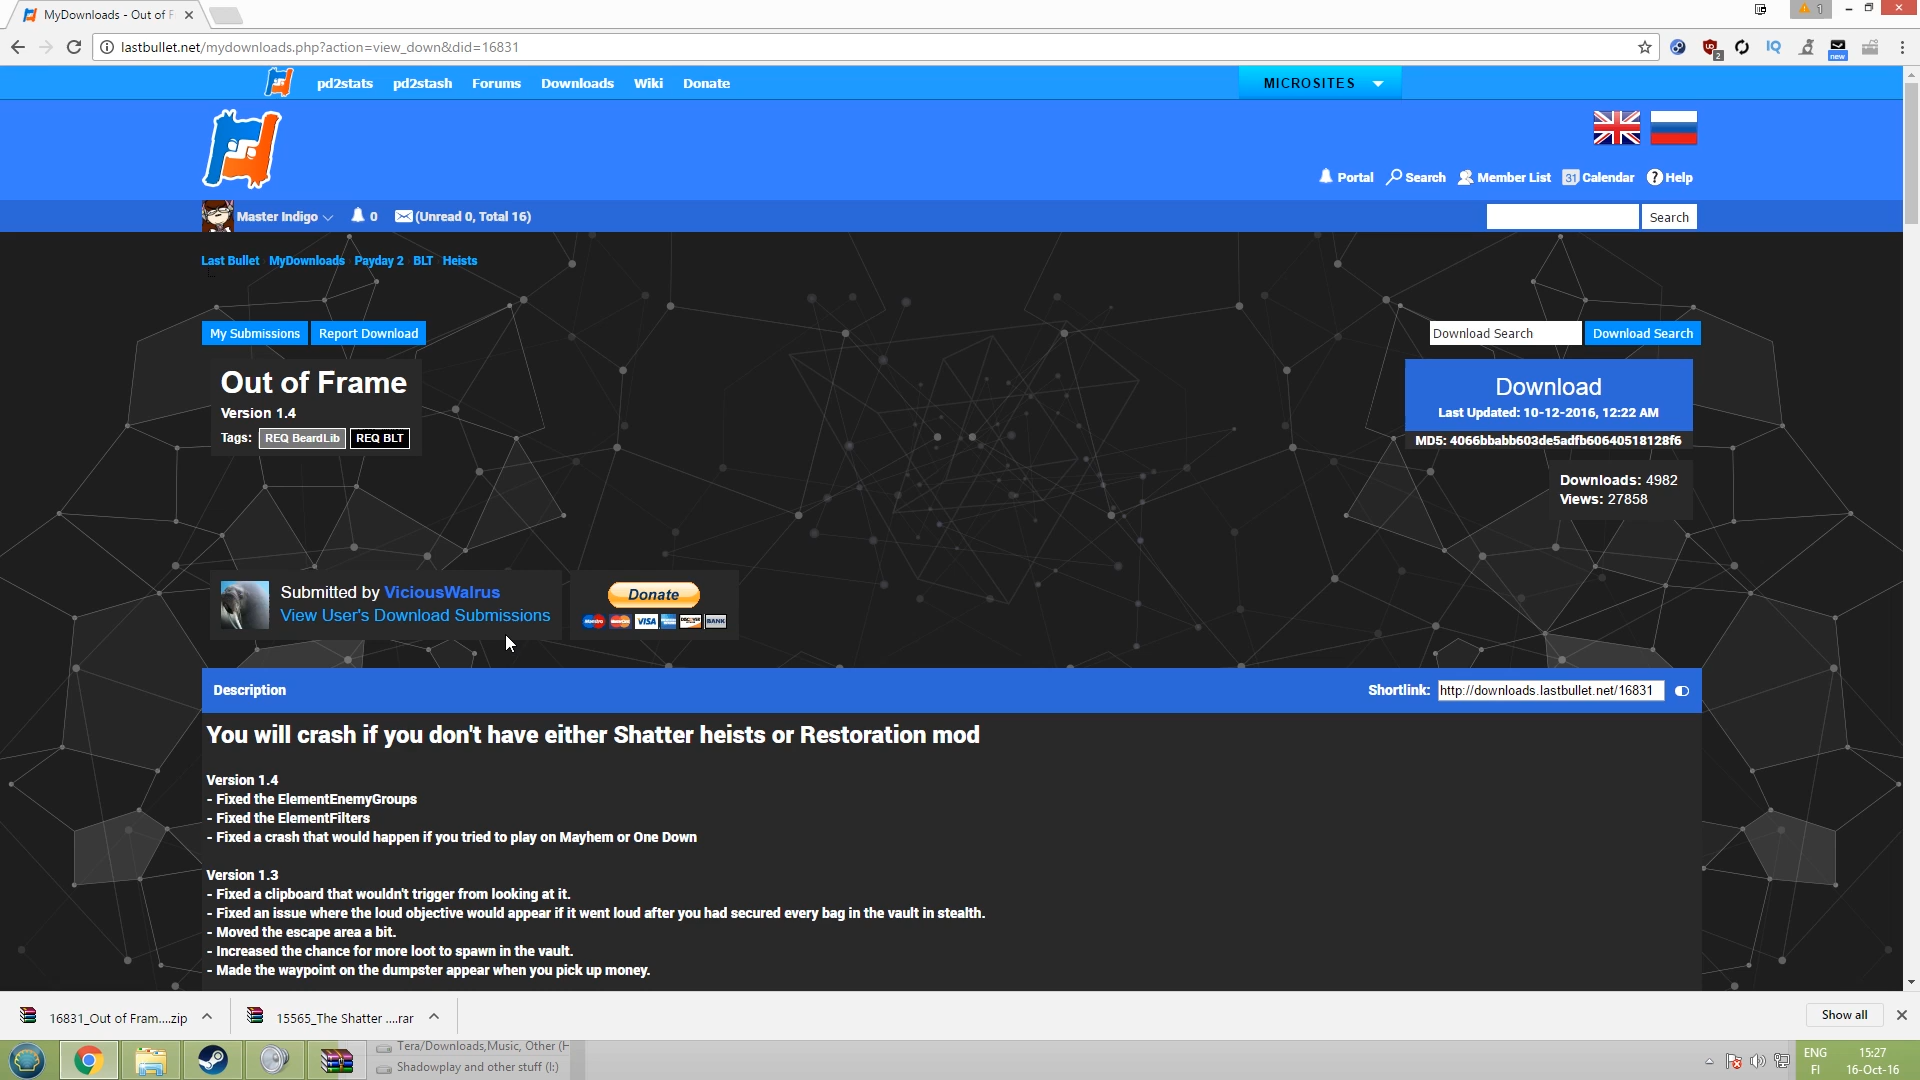 MyDownloads - Out of F
1
lastbullet.net/mydownloads.php?action=view_down&did=16831
2
IQ
new
pd2stats pd2stash Forums Downloads Wiki Donate
MICROSITES
Portal Search Member List 31 Calendar ? Help
Master Indigo 0 (Unread 0, Total 16)
Search
Last Bullet MyDownloads Payday 2 BLT Heists
My Submissions Report Download
Download Search Download Search
Out of Frame
Version 1.4
Tags: REQ BeardLib REQ BLT
Download
Last Updated: 10-12-2016, 12:22 AM
MD5: 4066bbabb603de5adfb60640518128f6
Downloads: 4982
Views: 27858
Submitted by ViciousWalrus
View User's Download Submissions
Donate
VISA BANK
Description
Shortlink: http://downloads.lastbullet.net/16831
You will crash if you don't have either Shatter heists or Restoration mod
Version 1.4
- Fixed the ElementEnemyGroups
- Fixed the ElementFilters
- Fixed a crash that would happen if you tried to play on Mayhem or One Down
Version 1.3
- Fixed a clipboard that wouldn't trigger from looking at it.
- Fixed an issue where the loud objective would appear if it went loud after you had secured every bag in the vault in stealth.
- Moved the escape area a bit.
- Increased the chance for more loot to spawn in the vault.
- Made the waypoint on the dumpster appear when you pick up money.
16831_Out of Fram....zip
15565_The Shatter ....rar
Show all
Tera/Downloads,Music, Other (H
Shadowplay and other stuff (I:)
ENG
FI
15:27
16-Oct-16